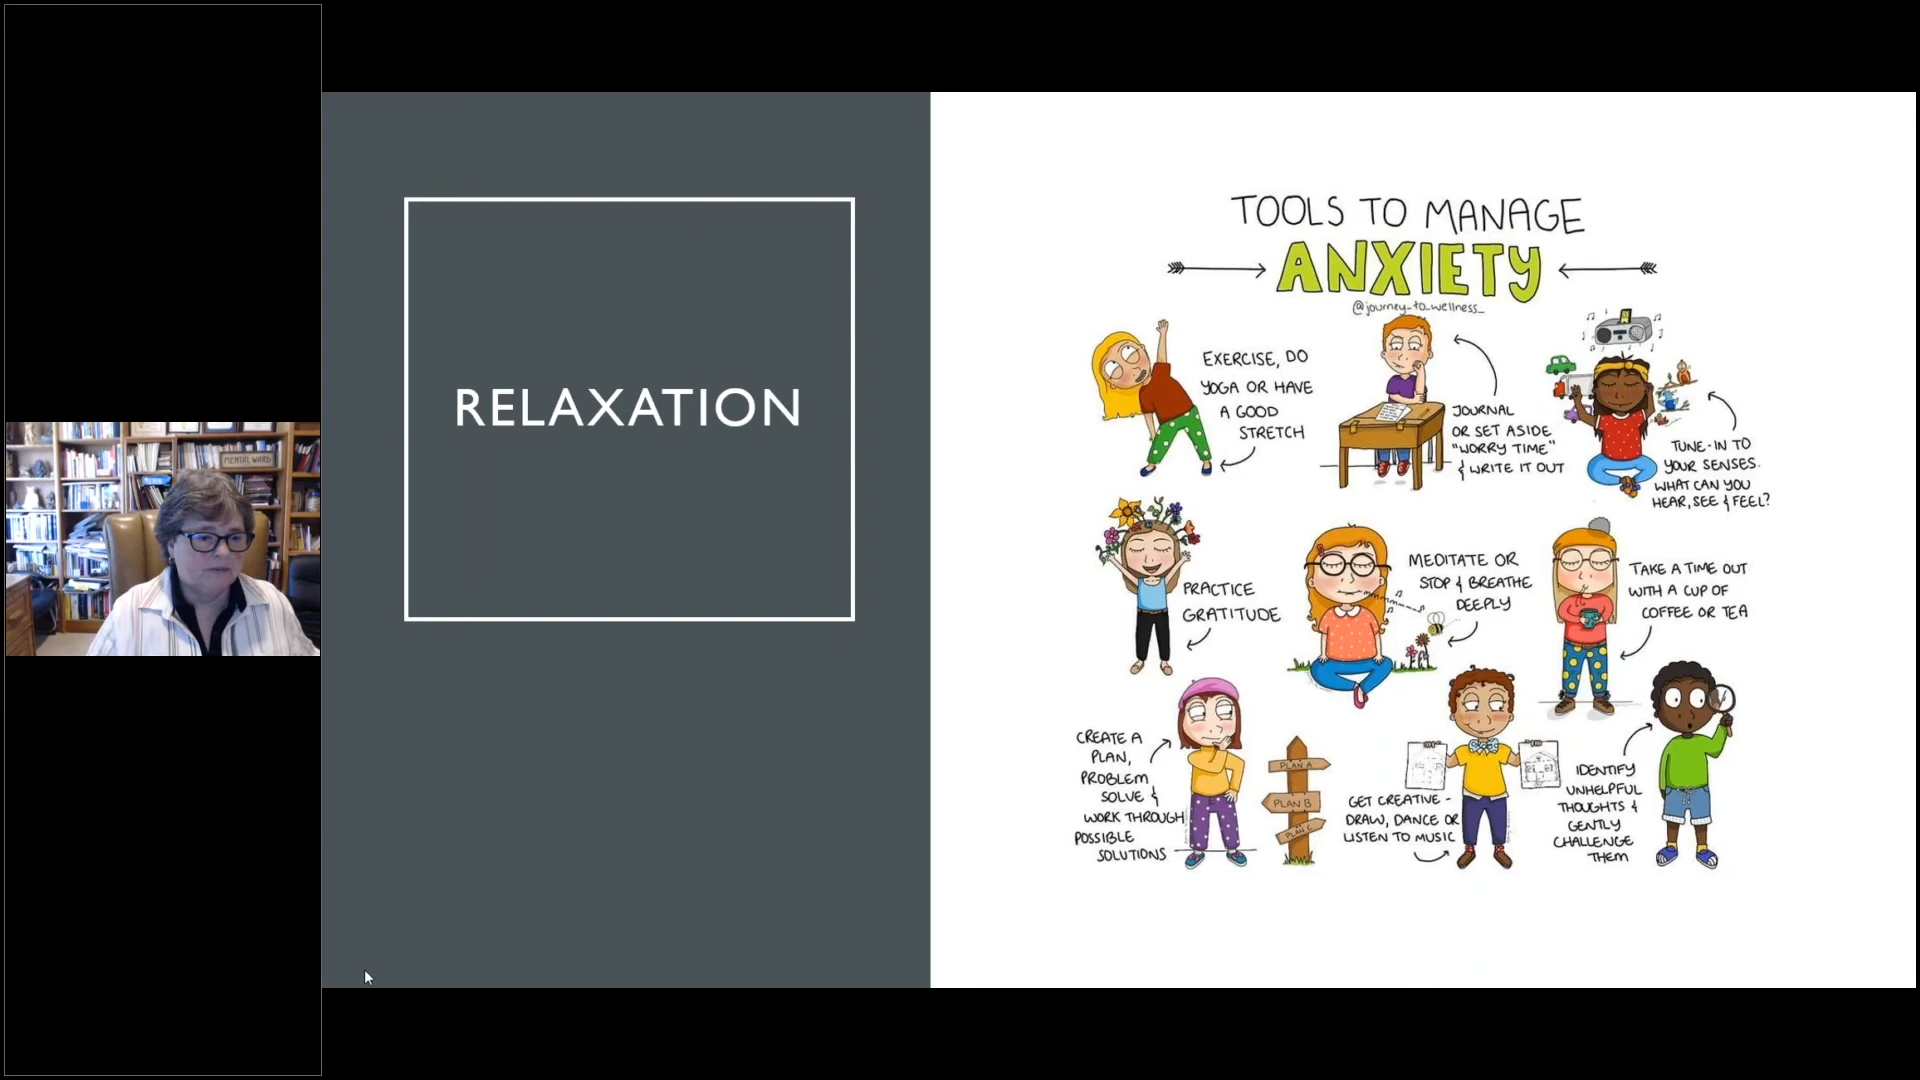 MENTAL WARD
RELAXATION
TOOLS TO MANAGE
ANXIETY
@journey_to_wellness_
EXERCISE, DO
YOGA OR HAVE
A GOOD
STRETCH
JOURNAL
OR SET ASIDE
"WORRY TIME"
& WRITE IT OUT
TUNE-IN TO
YOUR SENSES.
WHAT CAN YOU
HEAR, SEE & FEEL?
PRACTICE
GRATITUDE
MEDITATE OR
STOP & BREATHE
DEEPLY
TAKE A TIME OUT
WITH A CUP OF
COFFEE OR TEA
CREATE A
PLAN,
PROBLEM
SOLVE &
WORK THROUGH
POSSIBLE
SOLUTIONS
PLAN A
PLAN B
PLAN C
GET CREATIVE -
DRAW, DANCE OR
LISTEN TO MUSIC
IDENTIFY
UNHELPFUL
THOUGHTS &
GENTLY
CHALLENGE
THEM